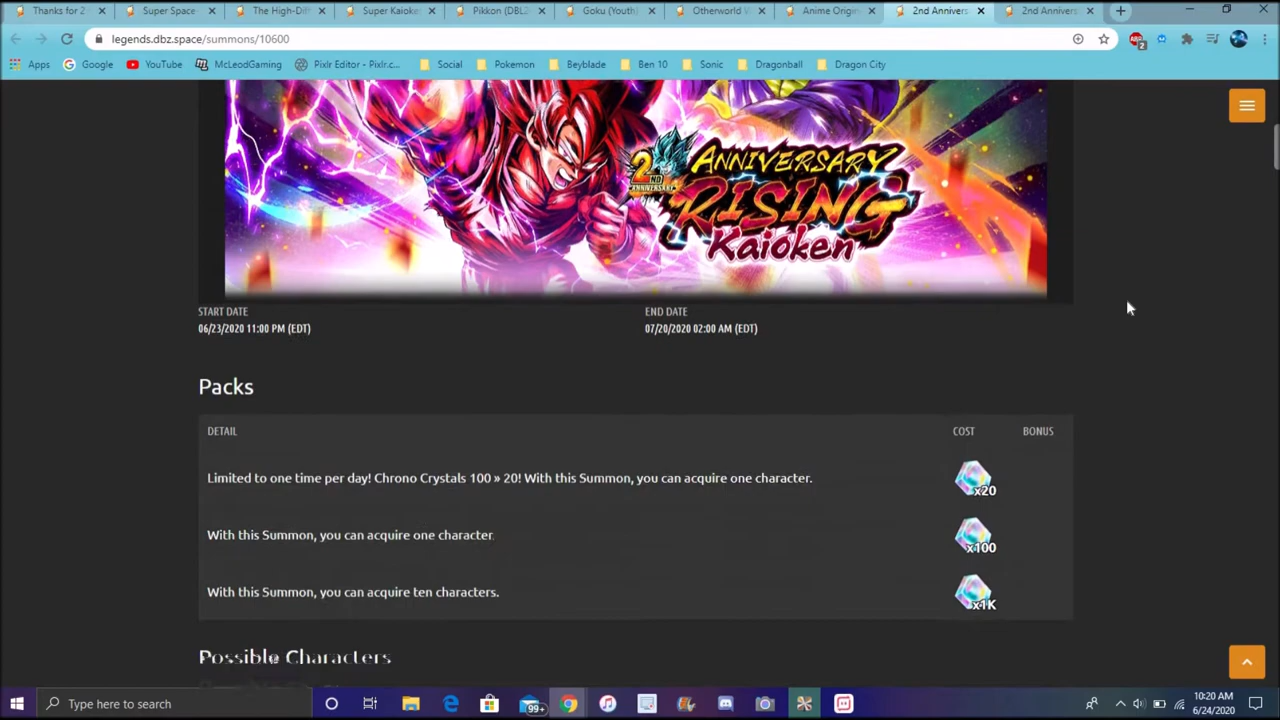 Thanks for 2
Super Space
The High-Diff
Super Kaioke
Pikkon (DBL2
Goku (Youth)
Otherworld W
Anime Origin
2nd Annivers
2nd Annivers
legends.dbz.space/summons/10600
ABP
2
Apps
Google
YouTube
McLeodGaming
Pixlr Editor - Pixlr.c...
Social
Pokemon
Beyblade
Ben 10
Sonic
Dragonball
Dragon City
2ND
ANNIVERSARY
ANNIVERSARY
RISING
Kaioken
START DATE
06/23/2020 11:00 PM (EDT)
END DATE
07/20/2020 02:00 AM (EDT)
Packs
DETAIL
COST
BONUS
Limited to one time per day! Chrono Crystals 100 » 20! With this Summon, you can acquire one character.
x20
With this Summon, you can acquire one character.
x100
With this Summon, you can acquire ten characters.
x1K
Possible Characters
Type here to search
99+
10:20 AM
6/24/2020